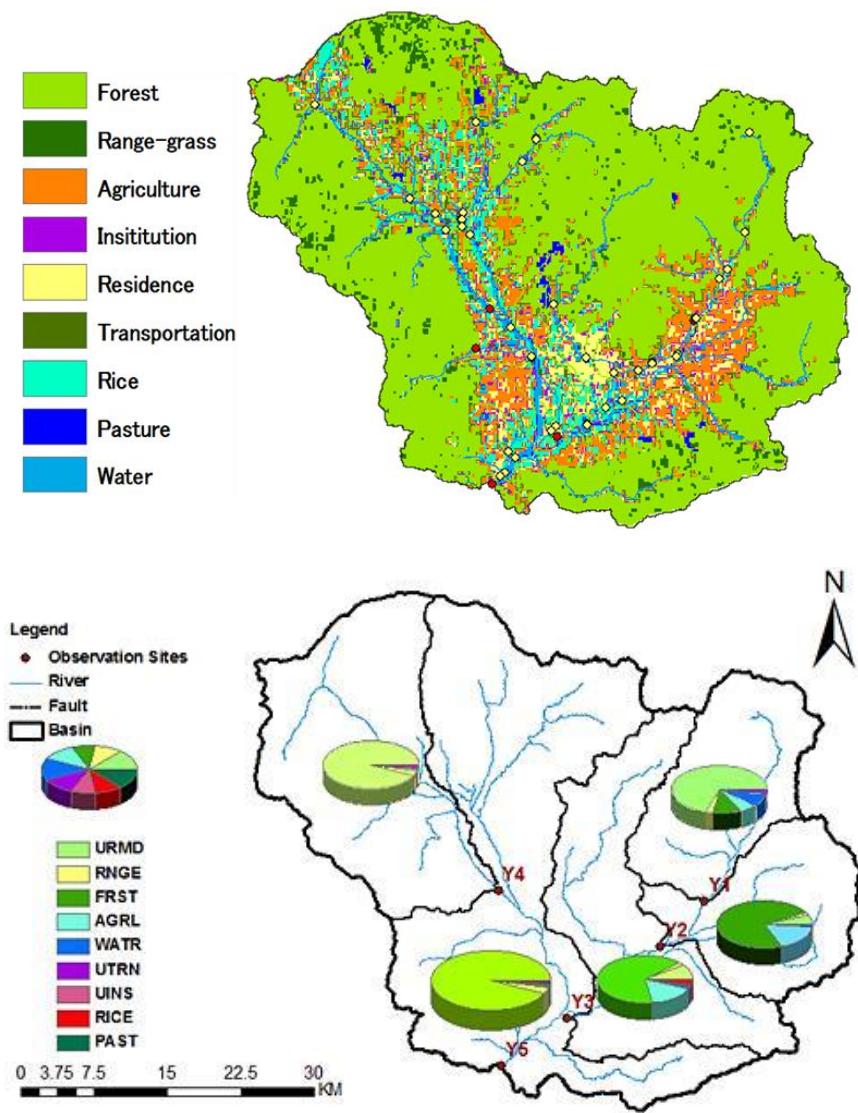 Forest
Range-grass
Agriculture
Insititution
Residence
Transportation
Rice
Pasture
Water
N
Legend
Observation Sites
River
Fault
Basin
URMD
RNGE
FRST
AGRL
WATR
UTRN
UINS
RICE
PAST
Y4
Y1
Y2
Y3
Y5
0 3.75 7.5 15 22.5 30
KM